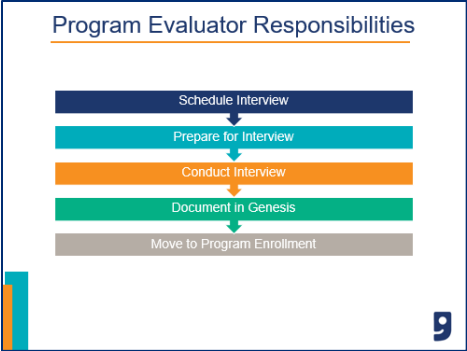 Program Evaluator Responsibilities
Schedule Interview
Prepare for Interview
Conduct Interview
Document in Genesis
Move to Program Enrollment
g